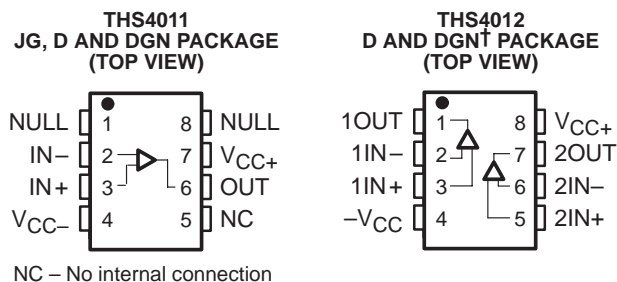 THS4011
JG, D AND DGN PACKAGE
(TOP VIEW)
NULL 1 8 NULL
IN– 2 7 VCC+
IN+ 3 6 OUT
VCC– 4 5 NC
NC – No internal connection
THS4012
D AND DGN† PACKAGE
(TOP VIEW)
1OUT 1 8 VCC+
1IN– 2 7 2OUT
1IN+ 3 6 2IN–
–VCC 4 5 2IN+